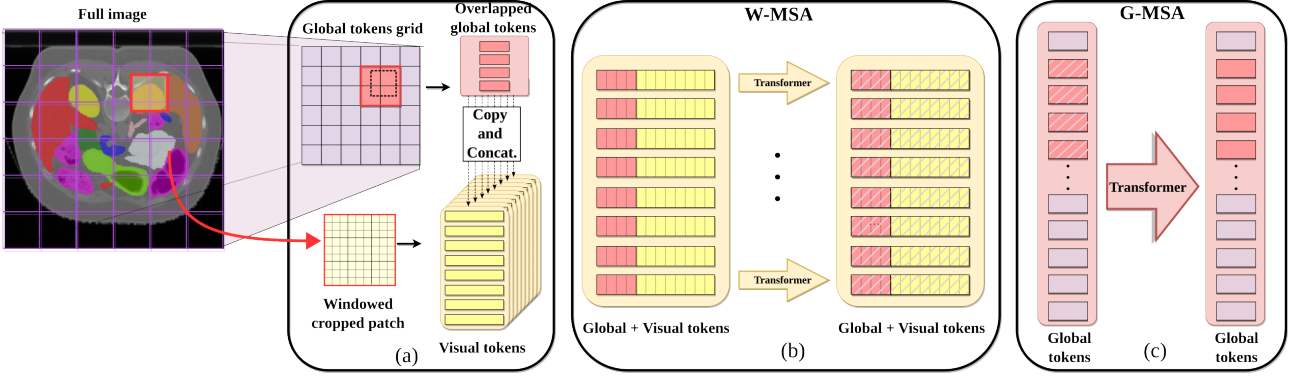 Full image
Global tokens grid
Overlapped
global tokens
Copy
and
Concat.
Windowed
cropped patch
Visual tokens
(a)
W-MSA
Transformer
Transformer
Global + Visual tokens
Global + Visual tokens
(b)
G-MSA
Transformer
Global
tokens
Global
tokens
(c)